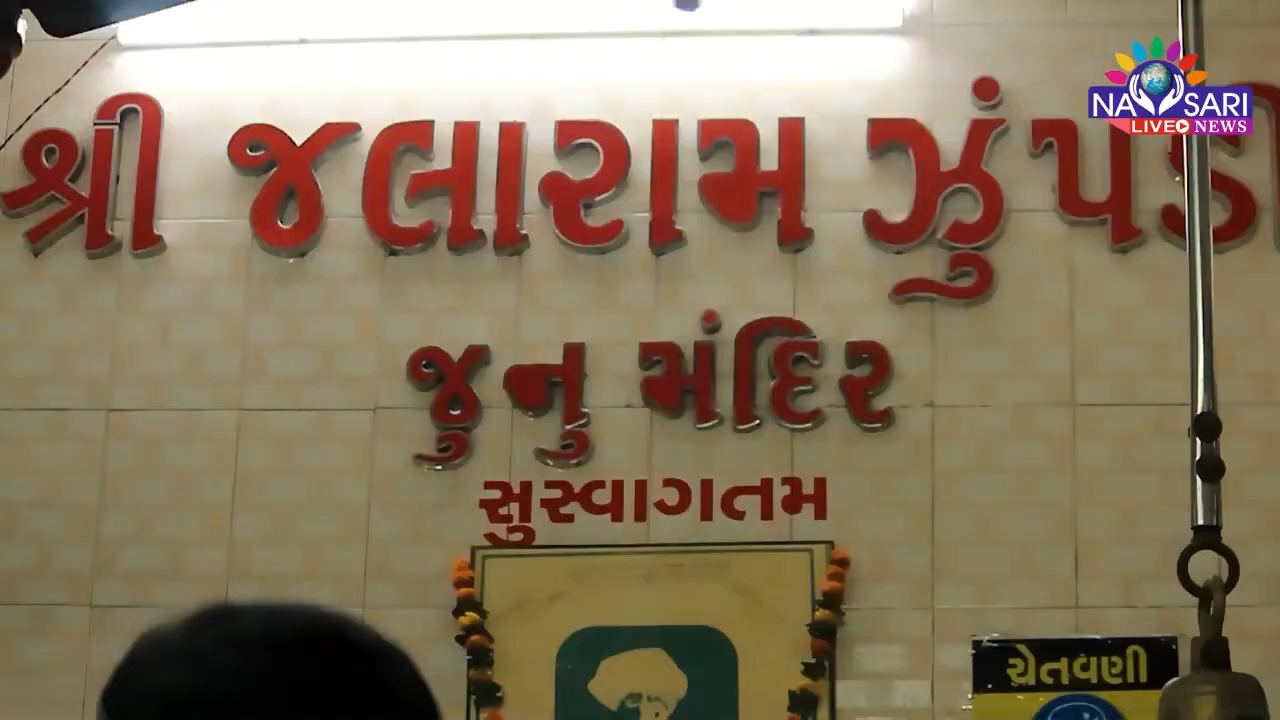 શ્રી જલારામ ઝુંપડી
જુનુ મંદિર
સુસ્વાગતમ
ચેતવણી
NAVSARI
LIVE NEWS